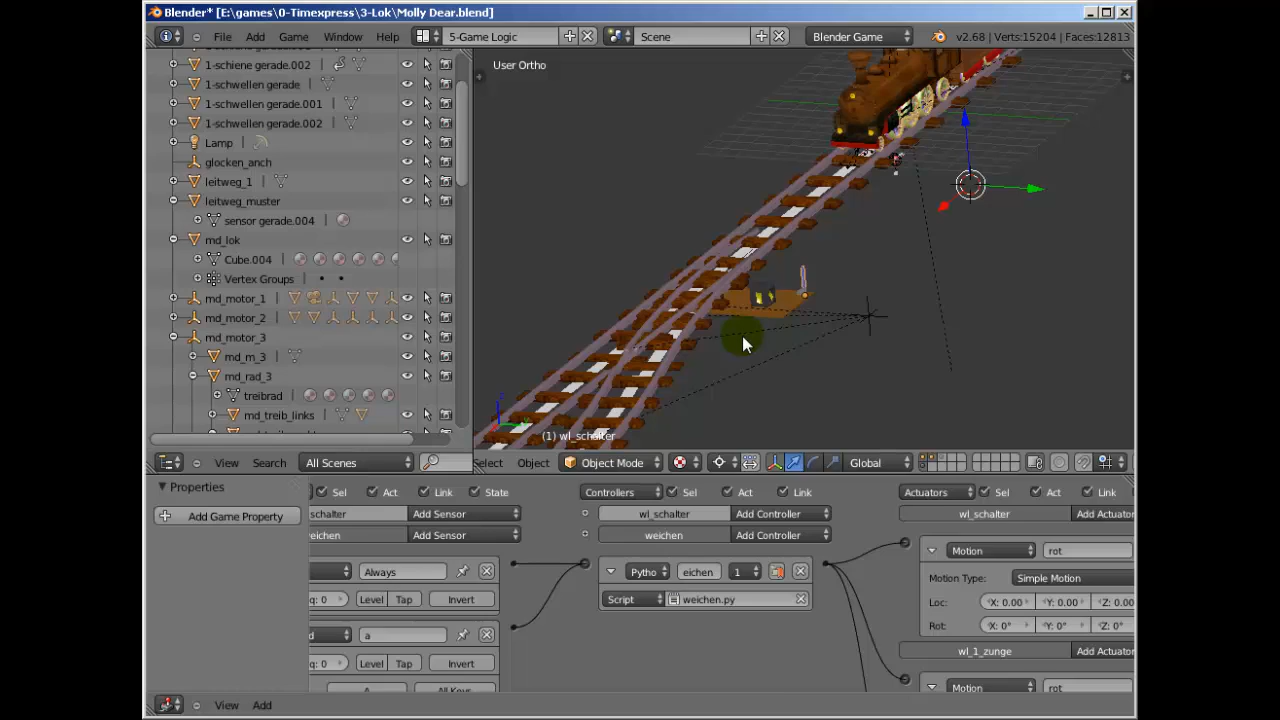 Blender* [E:\games\0-Timexpress\3-Lok\Molly Dear.blend]
File Add Game Window Help 5-Game Logic Scene Blender Game v2.68 | Verts:15204 | Faces:12813
1-schiene gerade.002
1-schwellen gerade
1-schwellen gerade.001
1-schwellen gerade.002
Lamp
glocken_anch
leitweg_1
leitweg_muster
sensor gerade.004
md_lok
Cube.004
Vertex Groups
md_motor_1
md_motor_2
md_motor_3
md_m_3
md_rad_3
treibrad
md_treib_links
User Ortho
(1) wl_schalter
View Search All Scenes
Select Object Object Mode Global
Properties
Add Game Property
Sel Act Link State
schalter Add Sensor
weichen Add Sensor
Always
q: 0 Level Tap Invert
d a
q: 0 Level Tap Invert
A All Keys
Controllers Sel Act Link
wl_schalter Add Controller
weichen Add Controller
Pytho eichen 1
Script weichen.py
Actuators Sel Act Link
wl_schalter Add Actuator
Motion rot
Motion Type: Simple Motion
Loc: X: 0.00 Y: 0.00 Z: 0.00
Rot: X: 0° Y: 0° Z: 0°
wl_1_zunge Add Actuator
Motion rot
View Add